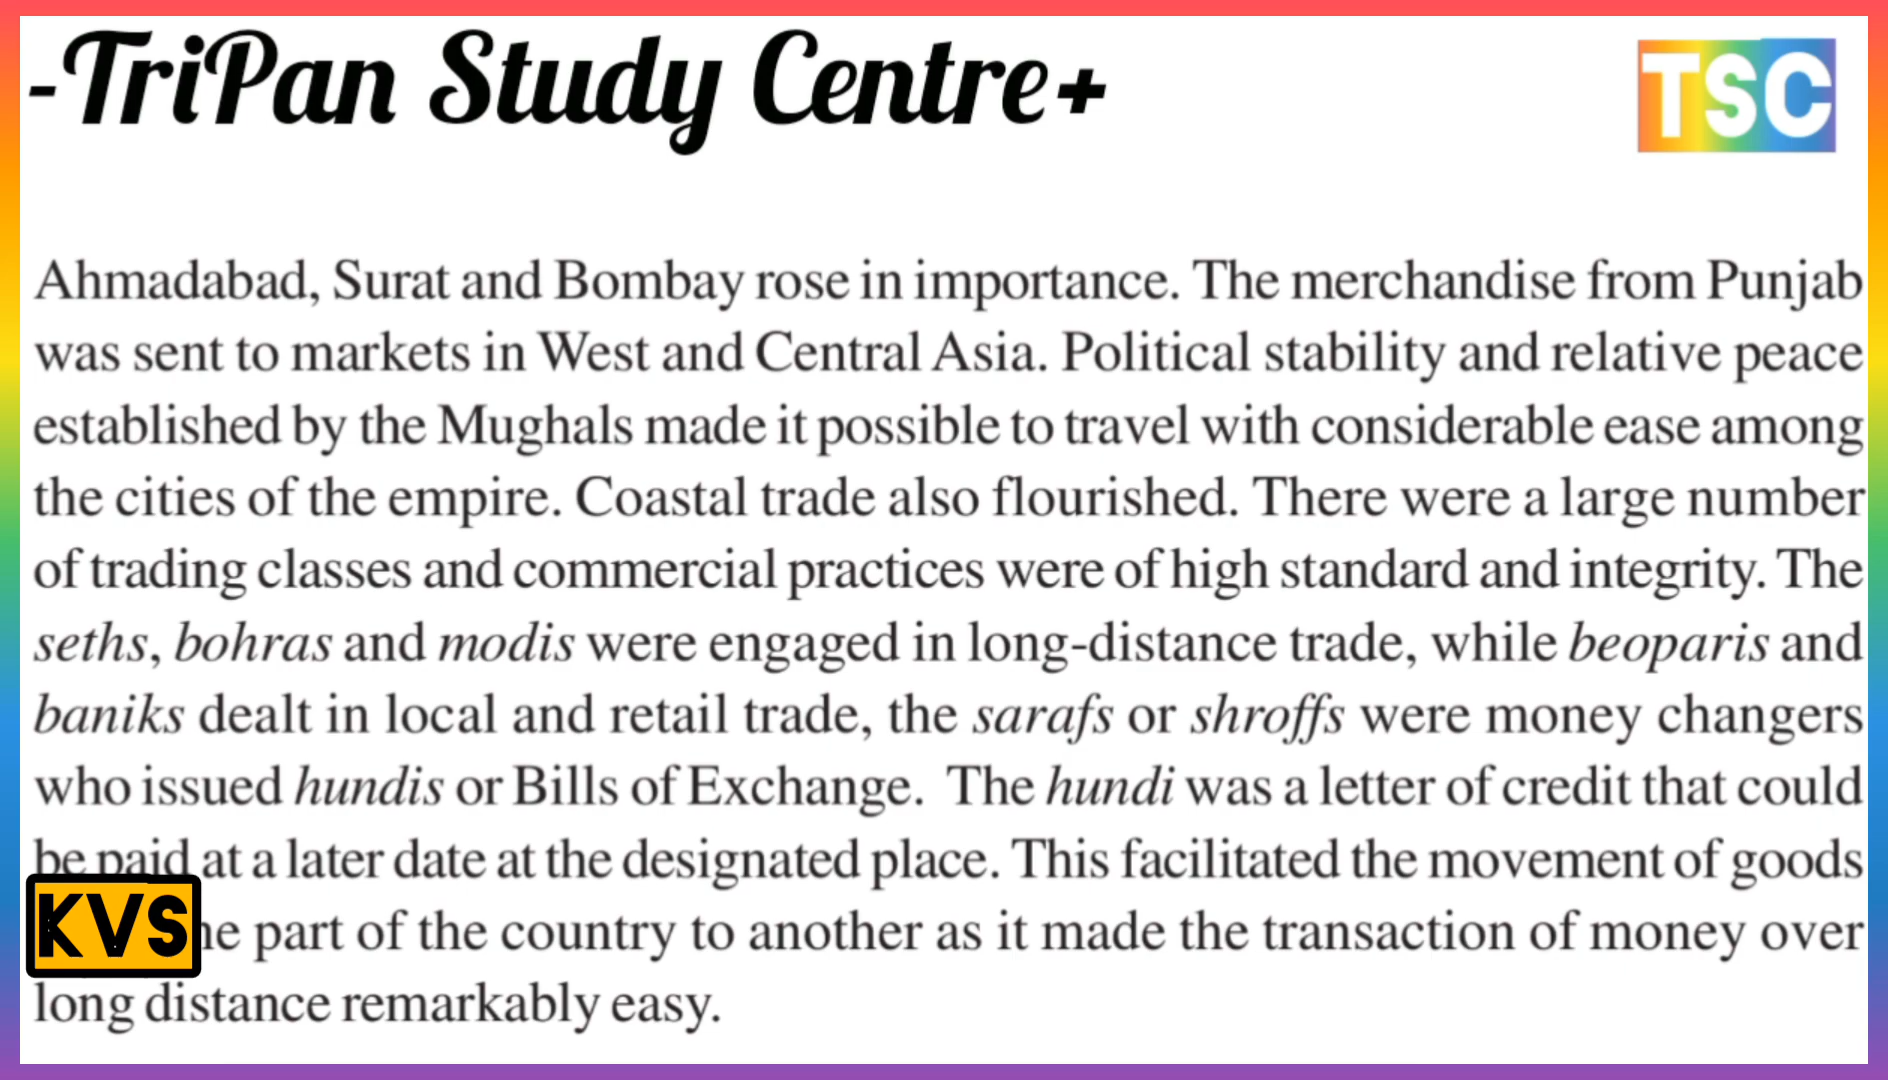 -TriPan Study Centre+
TSC
Ahmadabad, Surat and Bombay rose in importance. The merchandise from Punjab
was sent to markets in West and Central Asia. Political stability and relative peace
established by the Mughals made it possible to travel with considerable ease among
the cities of the empire. Coastal trade also flourished. There were a large number
of trading classes and commercial practices were of high standard and integrity. The
seths, bohras and modis were engaged in long-distance trade, while beoparis and
baniks dealt in local and retail trade, the sarafs or shroffs were money changers
who issued hundis or Bills of Exchange. The hundi was a letter of credit that could
be paid at a later date at the designated place. This facilitated the movement of goods
KVS part of the country to another as it made the transaction of money over
long distance remarkably easy.